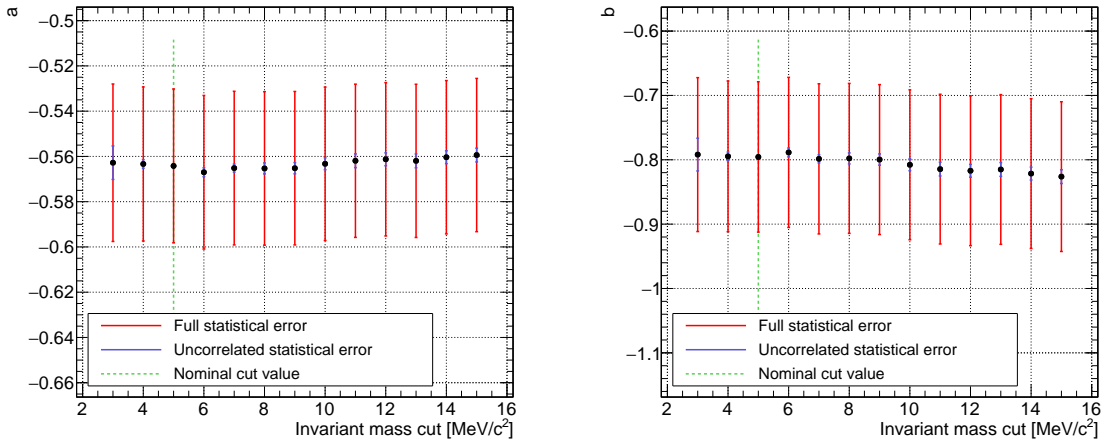 a
−0.5
−0.52
−0.54
−0.56
−0.58
−0.6
−0.62
−0.64
−0.66
Full statistical error
Uncorrelated statistical error
Nominal cut value
2 4 6 8 10 12 14 16
Invariant mass cut [MeV/c²]
b
−0.6
−0.7
−0.8
−0.9
−1
−1.1
Full statistical error
Uncorrelated statistical error
Nominal cut value
2 4 6 8 10 12 14 16
Invariant mass cut [MeV/c²]